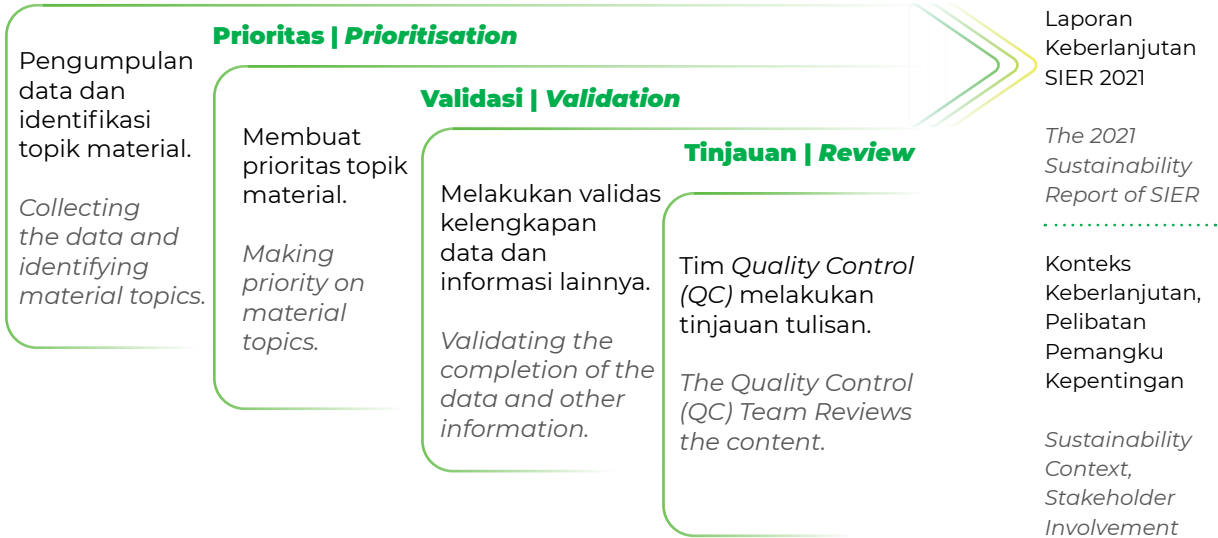 Pengumpulan
data dan
identifikasi
topik material.
Collecting
the data and
identifying
material topics.
Prioritas | Prioritisation
Membuat
prioritas topik
material.
Making
priority on
material
topics.
Validasi | Validation
Melakukan validas
kelengkapan
data dan
informasi lainnya.
Validating the
completion of the
data and other
information.
Tinjauan | Review
Tim Quality Control
(QC) melakukan
tinjauan tulisan.
The Quality Control
(QC) Team Reviews
the content.
Laporan
Keberlanjutan
SIER 2021
The 2021
Sustainability
Report of SIER
Konteks
Keberlanjutan,
Pelibatan
Pemangku
Kepentingan
Sustainability
Context,
Stakeholder
Involvement